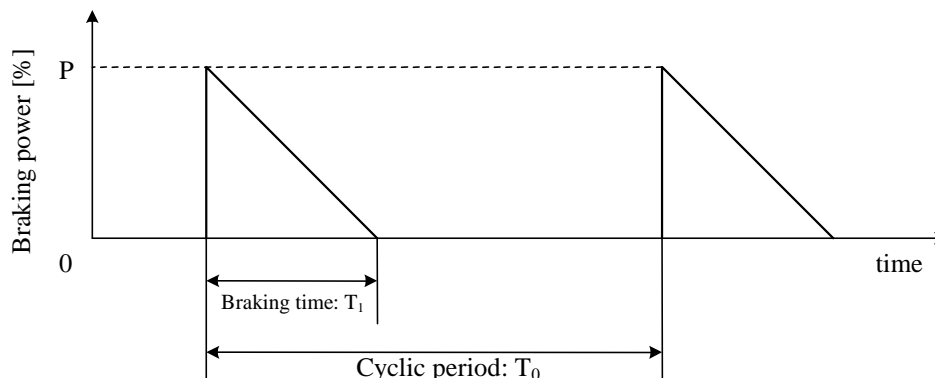 Braking power [%]
P
0
time
Braking time: T₁
Cyclic period: T₀